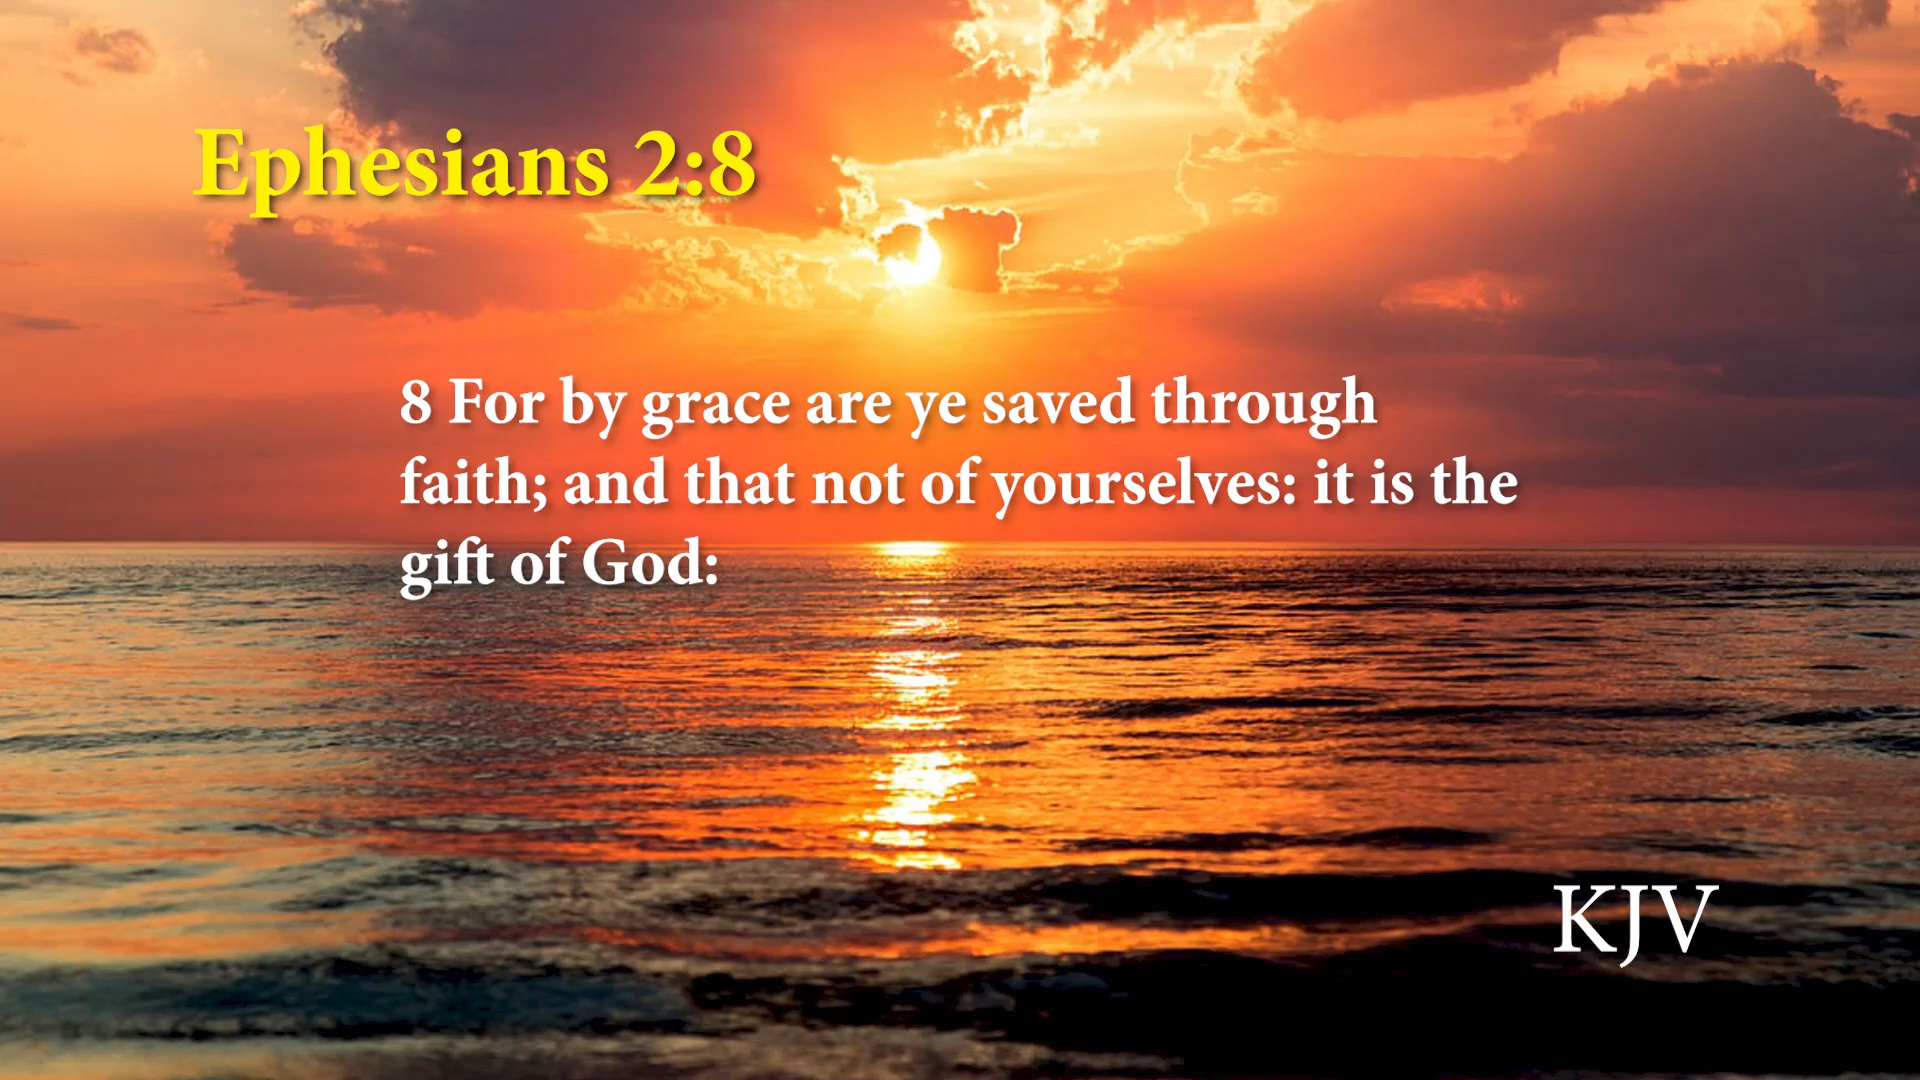 Ephesians 2:8
8 For by grace are ye saved through
faith; and that not of yourselves: it is the
gift of God:
KJV